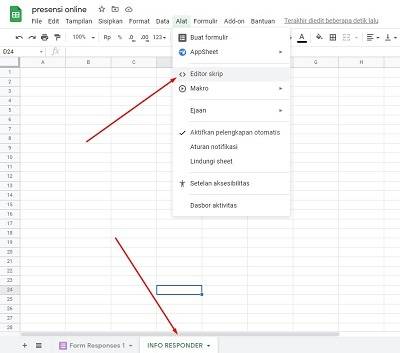 presensi online
File Edit Tampilan Sisipkan Format Data Alat Formulir Add-on Bantuan Terakhir diedit beberapa detik lalu
100% Rp % .0 .00 123
D24
Buat formulir
AppSheet
Editor skrip
Makro
Ejaan
Aktifkan pelengkapan otomatis
Aturan notifikasi
Lindungi sheet
Setelan aksesibilitas
Dasbor aktivitas
A B C F G H
1
2
3
4
5
6
7
8
9
10
11
12
13
14
15
16
17
18
19
20
21
22
23
24
25
26
27
28
Form Responses 1 INFO RESPONDER